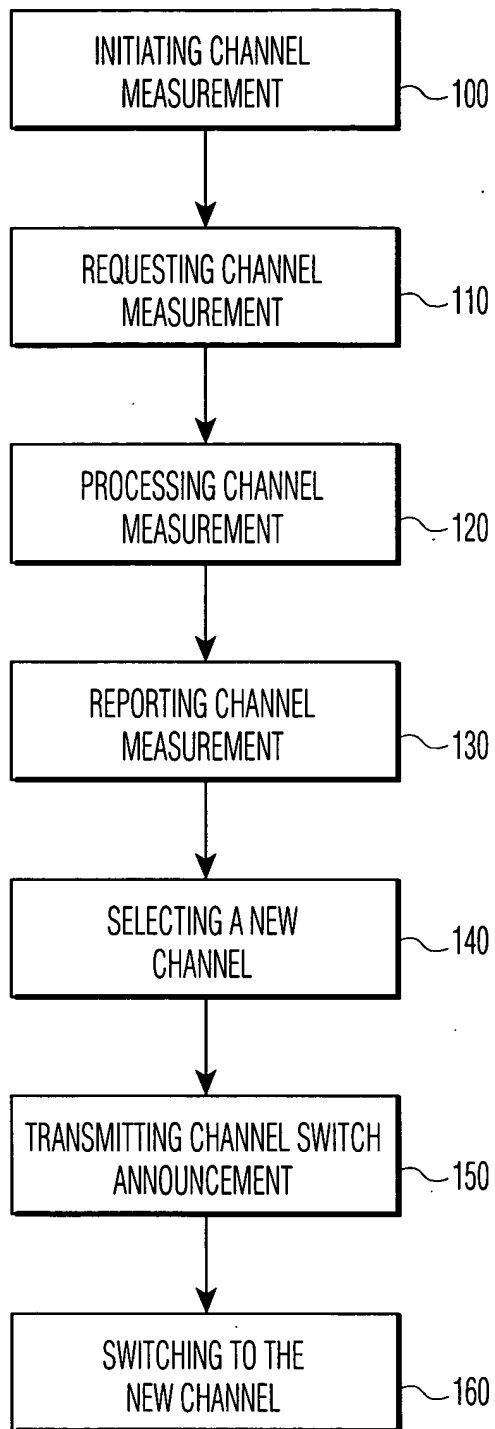 INITIATING CHANNEL
MEASUREMENT
100
REQUESTING CHANNEL
MEASUREMENT
110
PROCESSING CHANNEL
MEASUREMENT
120
REPORTING CHANNEL
MEASUREMENT
130
SELECTING A NEW
CHANNEL
140
TRANSMITTING CHANNEL SWITCH
ANNOUNCEMENT
150
SWITCHING TO THE
NEW CHANNEL
160